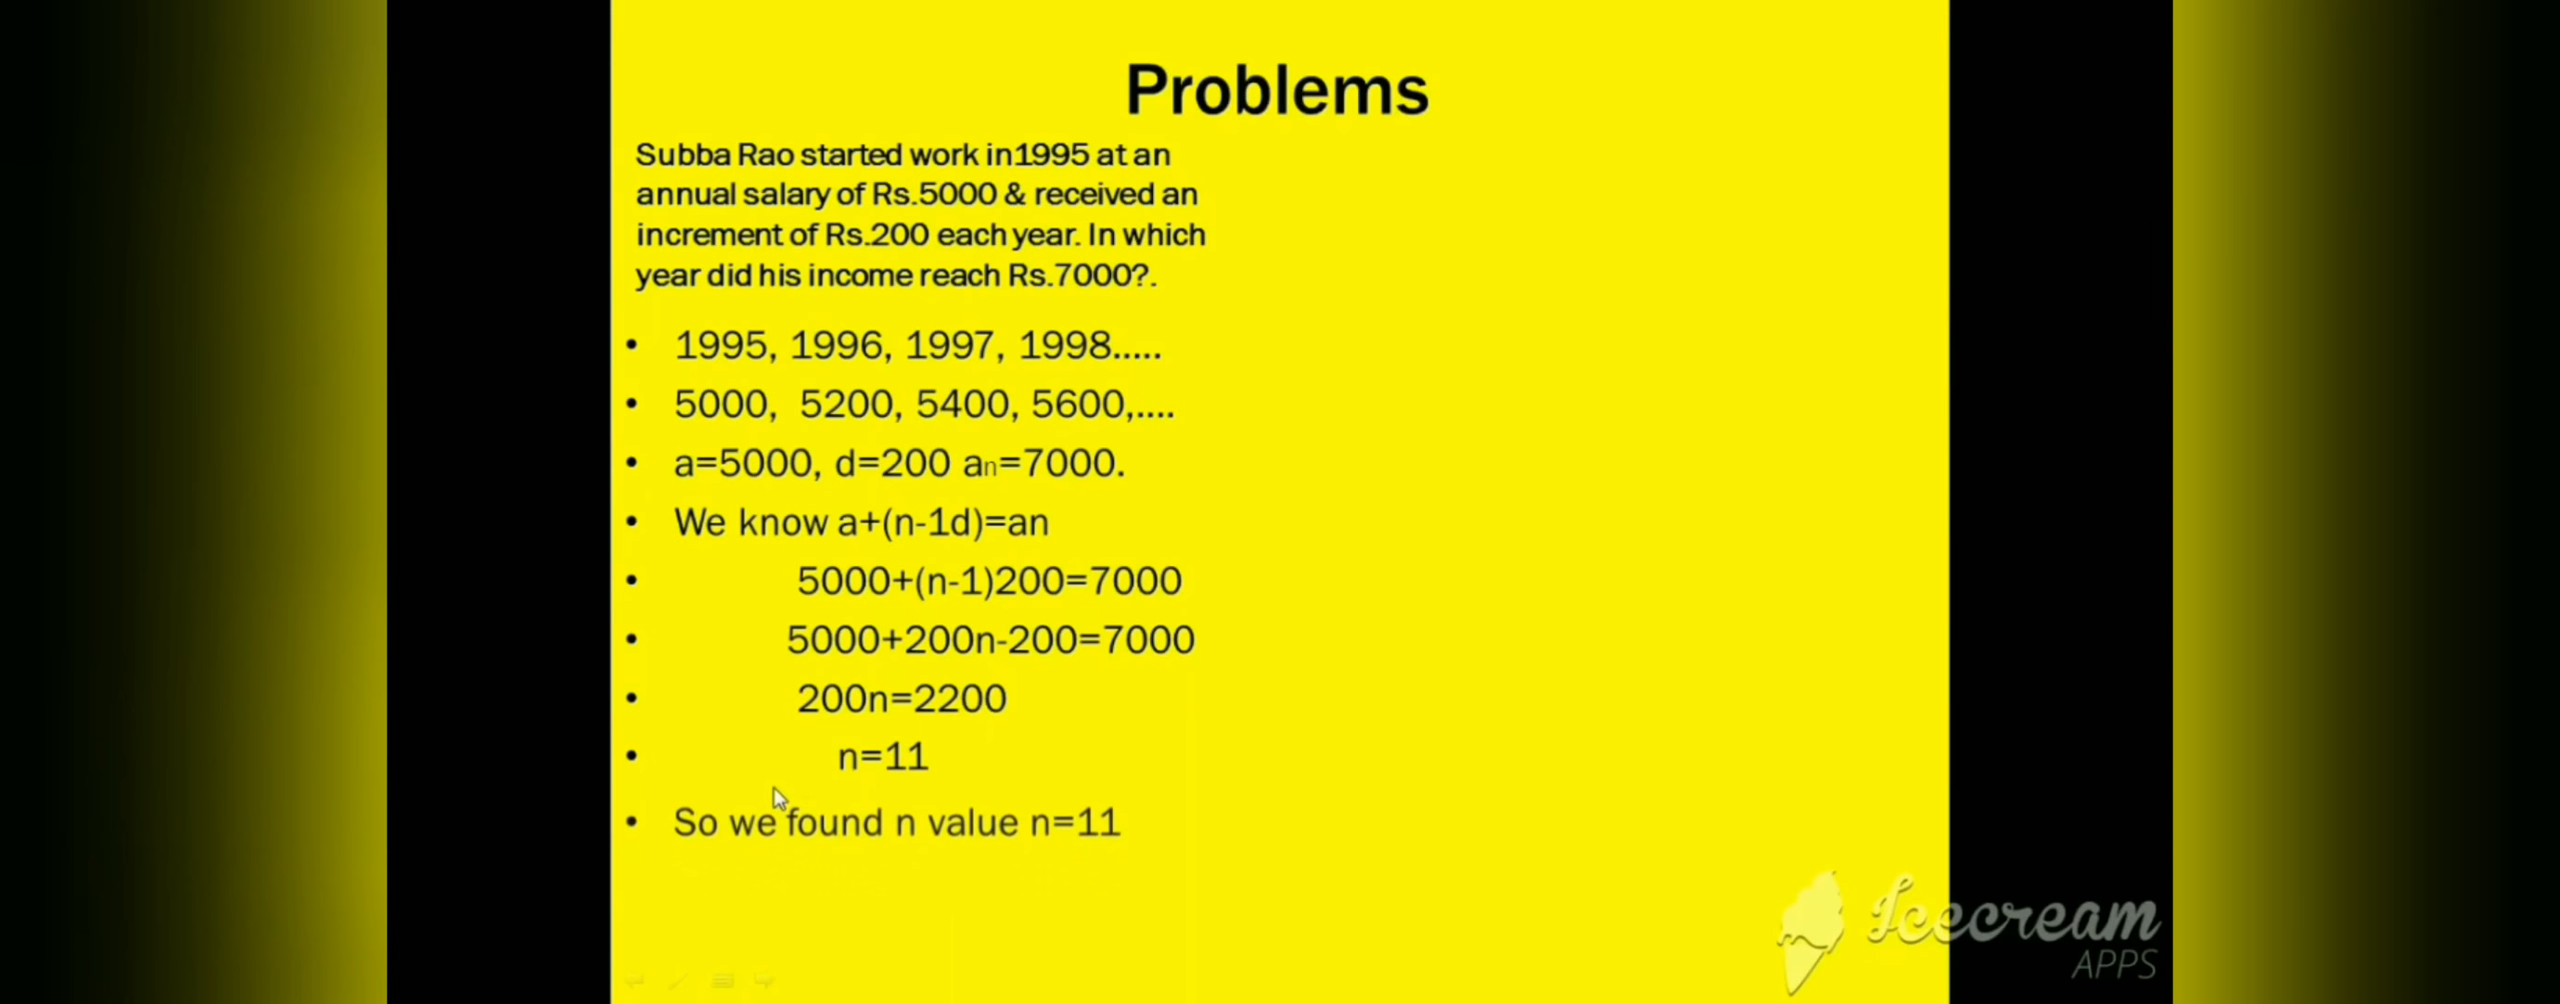 Problems
Subba Rao started work in1995 at an
annual salary of Rs.5000 & received an
increment of Rs.200 each year. In which
year did his income reach Rs.7000?.
• 1995, 1996, 1997, 1998.....
• 5000, 5200, 5400, 5600,....
• a=5000, d=200 an=7000.
• We know a+(n-1d)=an
• 5000+(n-1)200=7000
• 5000+200n-200=7000
• 200n=2200
• n=11
• So we found n value n=11
Icecream
APPS